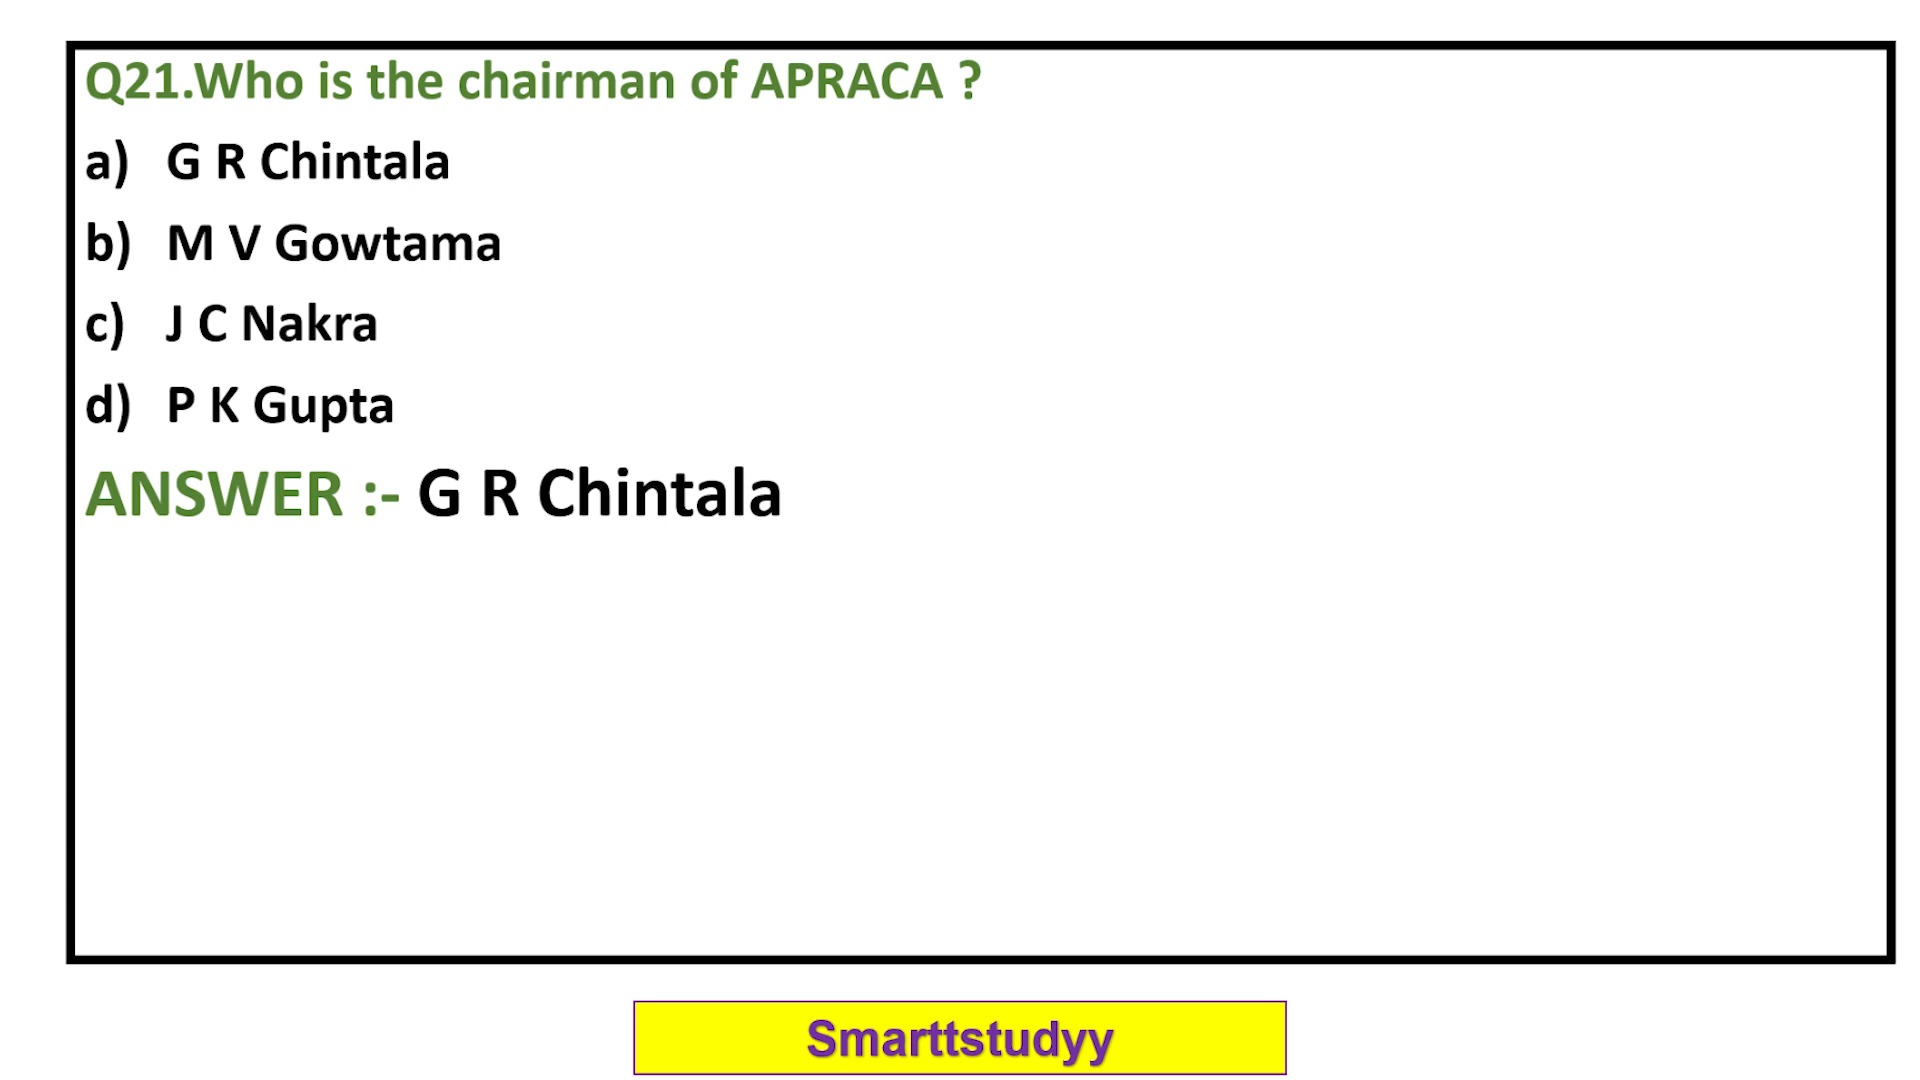 Q21.Who is the chairman of APRACA ?
a) G R Chintala
b) M V Gowtama
c) J C Nakra
d) P K Gupta
ANSWER :- G R Chintala
Smarttstudyy